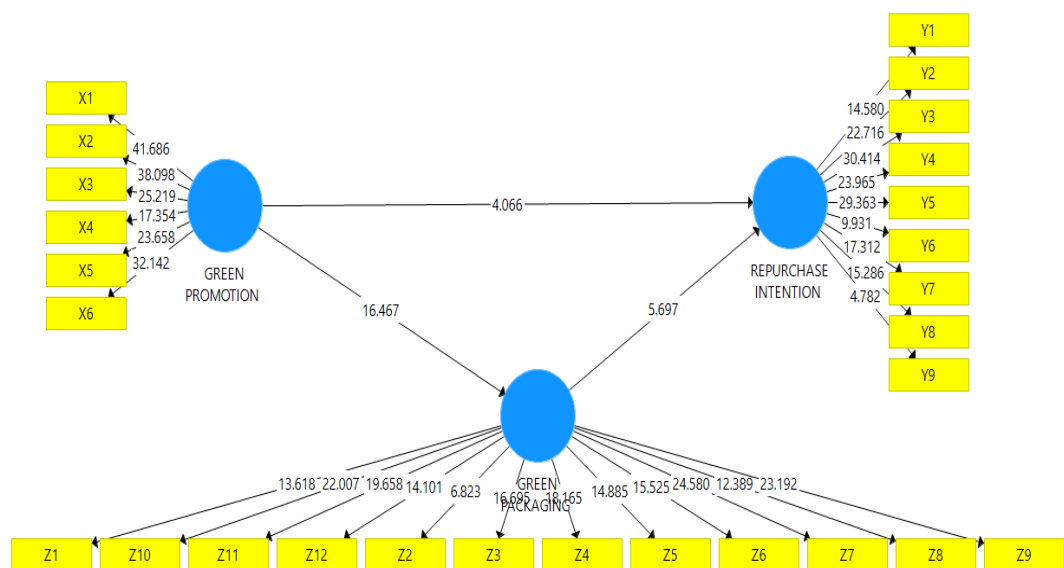 X1
X2
X3
X4
X5
X6
41.686
38.098
25.219
17.354
23.658
32.142
GREEN
PROMOTION
4.066
16.467
5.697
REPURCHASE
INTENTION
14.580
22.716
30.414
23.965
29.363
9.931
17.312
15.286
4.782
Y1
Y2
Y3
Y4
Y5
Y6
Y7
Y8
Y9
GREEN
PACKAGING
13.618
22.007
19.658
14.101
6.823
16.695
18.165
14.885
15.525
24.580
12.389
23.192
Z1
Z10
Z11
Z12
Z2
Z3
Z4
Z5
Z6
Z7
Z8
Z9